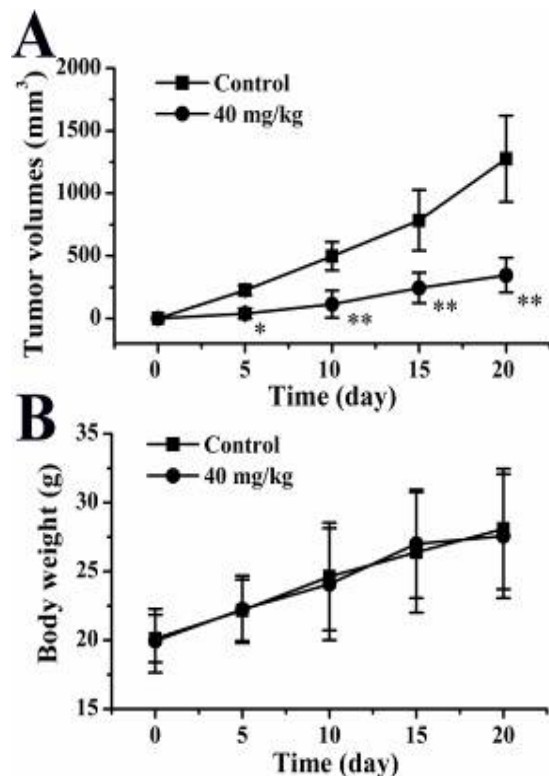 A
2000
1500
1000
500
0
Tumor volumes (mm³)
Control
40 mg/kg
*
**
**
**
0 5 10 15 20
Time (day)
B
35
30
25
20
15
Body weight (g)
Control
40 mg/kg
0 5 10 15 20
Time (day)